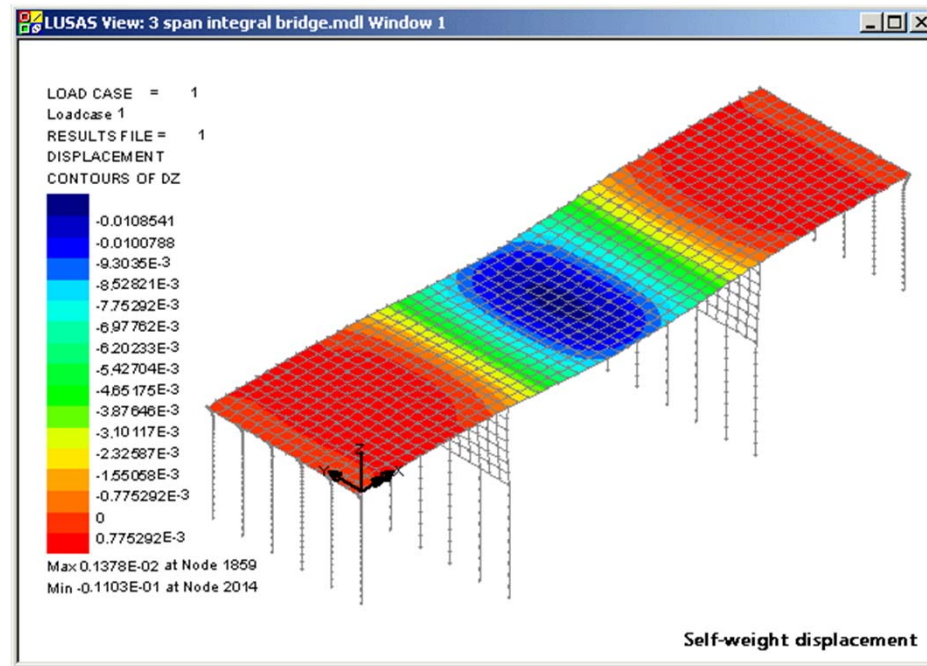 LUSAS View: 3 span integral bridge.mdl Window 1
LOAD CASE = 1
Loadcase 1
RESULTS FILE = 1
DISPLACEMENT
CONTOURS OF DZ
-0.0108541
-0.0100788
-9.3035E-3
-8.52821E-3
-7.75292E-3
-6.97762E-3
-6.20233E-3
-5.42704E-3
-4.65175E-3
-3.87646E-3
-3.10117E-3
-2.32587E-3
-1.55058E-3
-0.775292E-3
0
0.775292E-3
Max 0.1378E-02 at Node 1859
Min -0.1103E-01 at Node 2014
Z
Y
X
Self-weight displacement